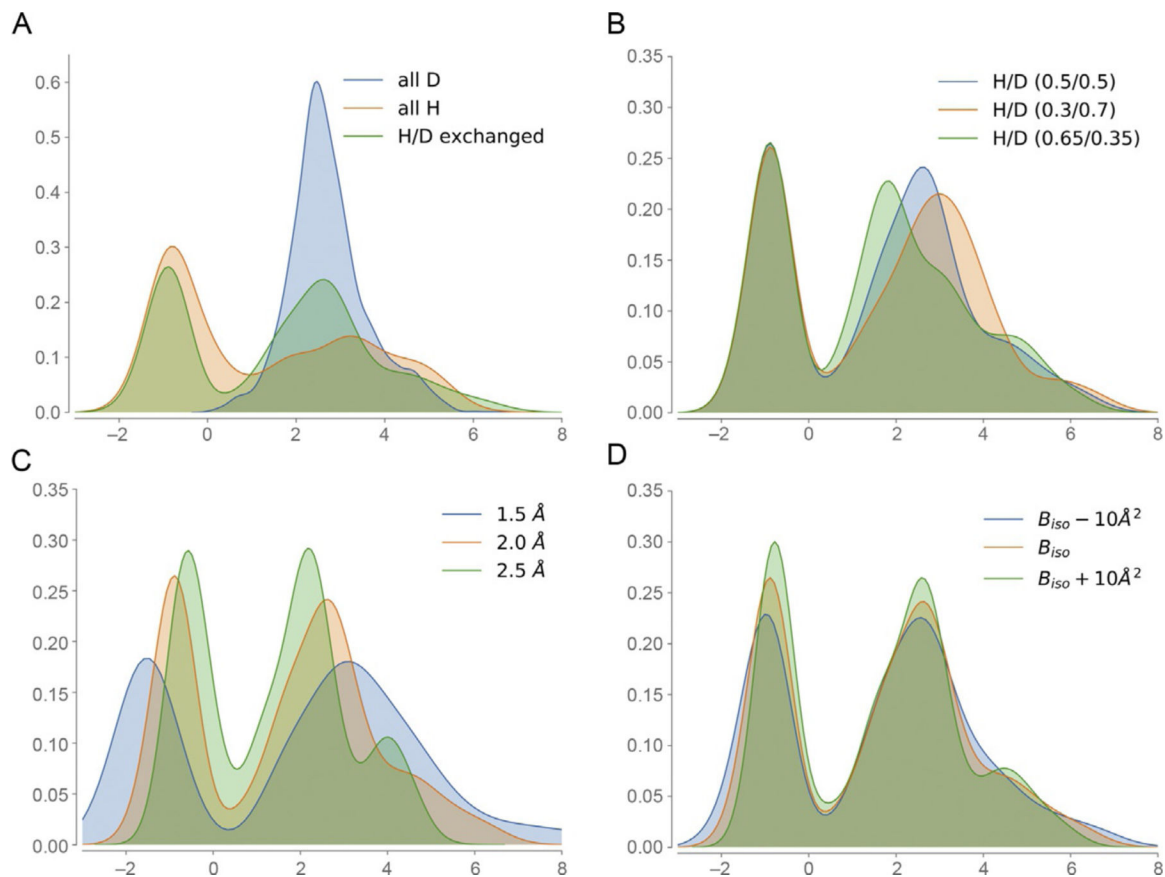 A
0.6
0.5
0.4
0.3
0.2
0.1
0.0
−2 0 2 4 6 8
all D
all H
H/D exchanged
B
0.35
0.30
0.25
0.20
0.15
0.10
0.05
0.00
−2 0 2 4 6 8
H/D (0.5/0.5)
H/D (0.3/0.7)
H/D (0.65/0.35)
C
0.35
0.30
0.25
0.20
0.15
0.10
0.05
0.00
−2 0 2 4 6 8
1.5 Å
2.0 Å
2.5 Å
D
0.35
0.30
0.25
0.20
0.15
0.10
0.05
0.00
−2 0 2 4 6 8
Biso − 10Å²
Biso
Biso + 10Å²